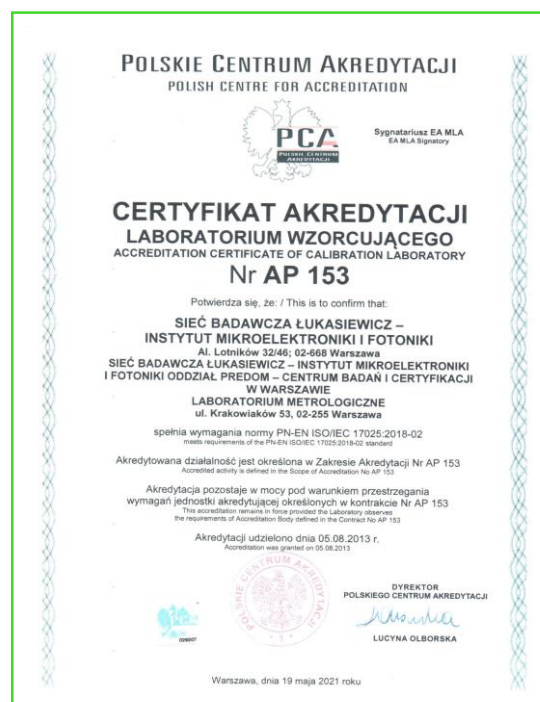 POLSKIE CENTRUM AKREDYTACJI
POLISH CENTRE FOR ACCREDITATION
PCA
POLSKIE CENTRUM
AKREDYTACJI
Sygnatariusz EA MLA
EA MLA Signatory
CERTYFIKAT AKREDYTACJI
LABORATORIUM WZORCUJĄCEGO
ACCREDITATION CERTIFICATE OF CALIBRATION LABORATORY
Nr AP 153
Potwierdza się, że: / This is to confirm that:
SIEĆ BADAWCZA ŁUKASIEWICZ –
INSTYTUT MIKROELEKTRONIKI I FOTONIKI
Al. Lotników 32/46; 02-668 Warszawa
SIEĆ BADAWCZA ŁUKASIEWICZ – INSTYTUT MIKROELEKTRONIKI
I FOTONIKI ODDZIAŁ PREDOM – CENTRUM BADAŃ I CERTYFIKACJI
W WARSZAWIE
LABORATORIUM METROLOGICZNE
ul. Krakowiaków 53, 02-255 Warszawa
spełnia wymagania normy PN-EN ISO/IEC 17025:2018-02
meets requirements of the PN-EN ISO/IEC 17025:2018-02 standard
Akredytowana działalność jest określona w Zakresie Akredytacji Nr AP 153
Accredited activity is defined in the Scope of Accreditation No AP 153
Akredytacja pozostaje w mocy pod warunkiem przestrzegania
wymagań jednostki akredytującej określonych w kontrakcie Nr AP 153
This accreditation remains in force provided the Laboratory observes
the requirements of Accreditation Body defined in the Contract No AP 153
Akredytacji udzielono dnia 05.08.2013 r.
Accreditation was granted on 05.08.2013
POLSKIE CENTRUM AKREDYTACJI
* 1 *
DYREKTOR
POLSKIEGO CENTRUM AKREDYTACJI
LUCYNA OLBORSKA
Warszawa, dnia 19 maja 2021 roku